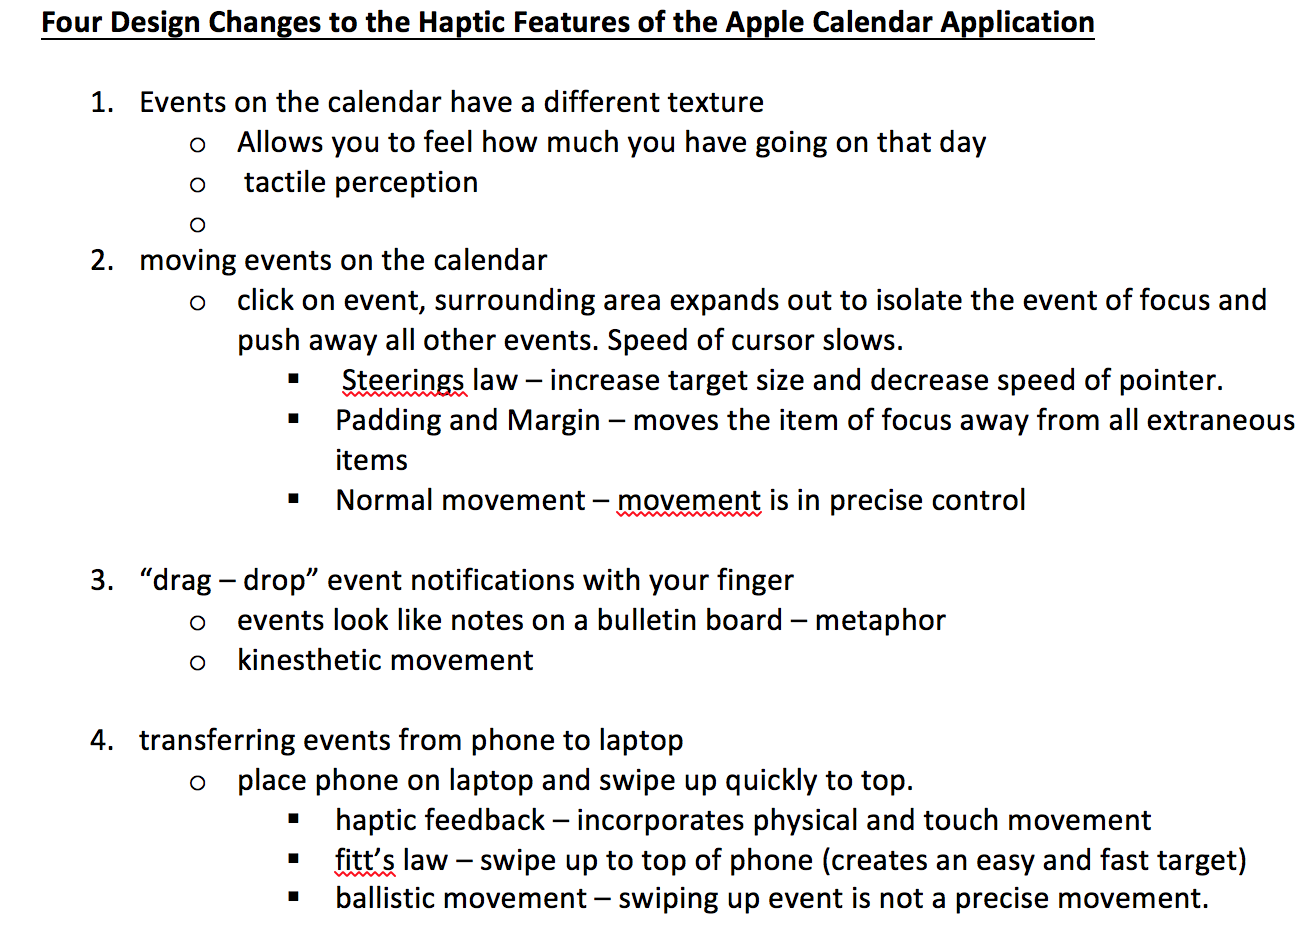 Four Design Changes to the Haptic Features of the Apple Calendar Application
1. Events on the calendar have a different texture
o Allows you to feel how much you have going on that day
o tactile perception
o
2. moving events on the calendar
o click on event, surrounding area expands out to isolate the event of focus and
push away all other events. Speed of cursor slows.
▪ Steerings law – increase target size and decrease speed of pointer.
▪ Padding and Margin – moves the item of focus away from all extraneous
items
▪ Normal movement – movement is in precise control
3. “drag – drop” event notifications with your finger
o events look like notes on a bulletin board – metaphor
o kinesthetic movement
4. transferring events from phone to laptop
o place phone on laptop and swipe up quickly to top.
▪ haptic feedback – incorporates physical and touch movement
▪ fitt’s law – swipe up to top of phone (creates an easy and fast target)
▪ ballistic movement – swiping up event is not a precise movement.